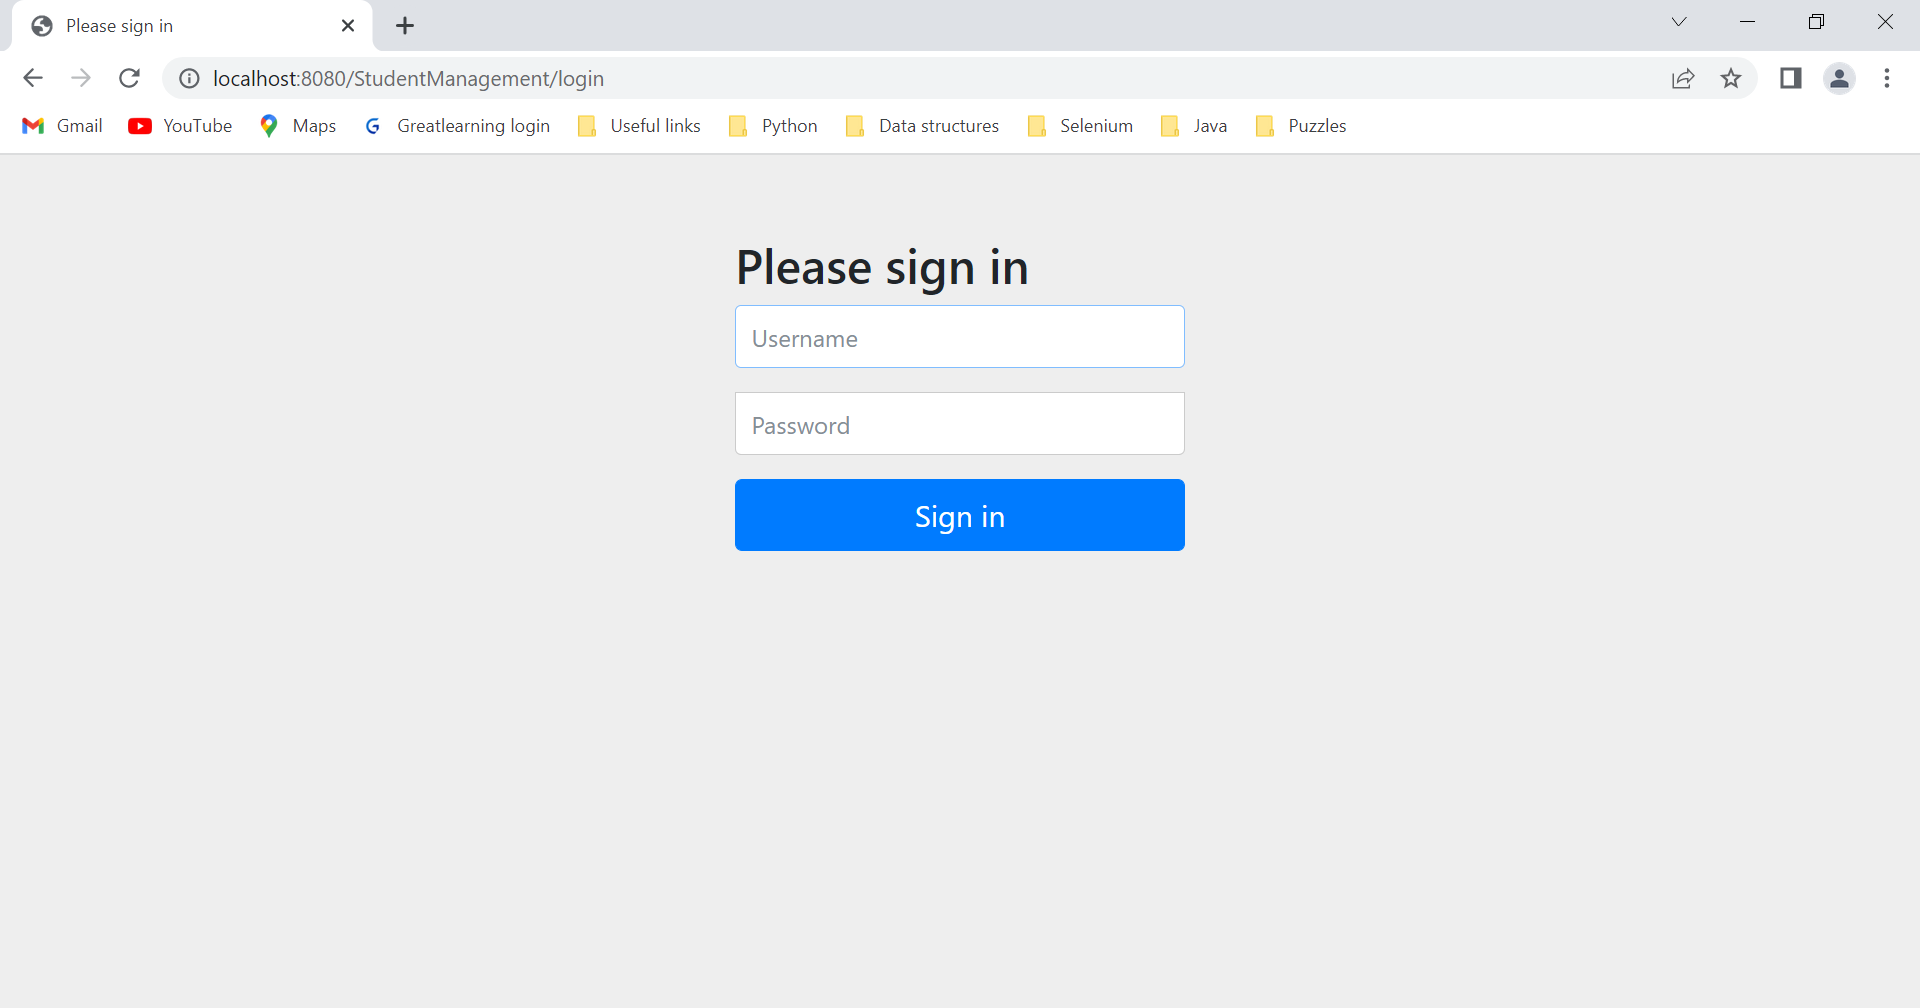 Please sign in
localhost:8080/StudentManagement/login
Gmail YouTube Maps Greatlearning login Useful links Python Data structures Selenium Java Puzzles
Please sign in
Username
Password
Sign in